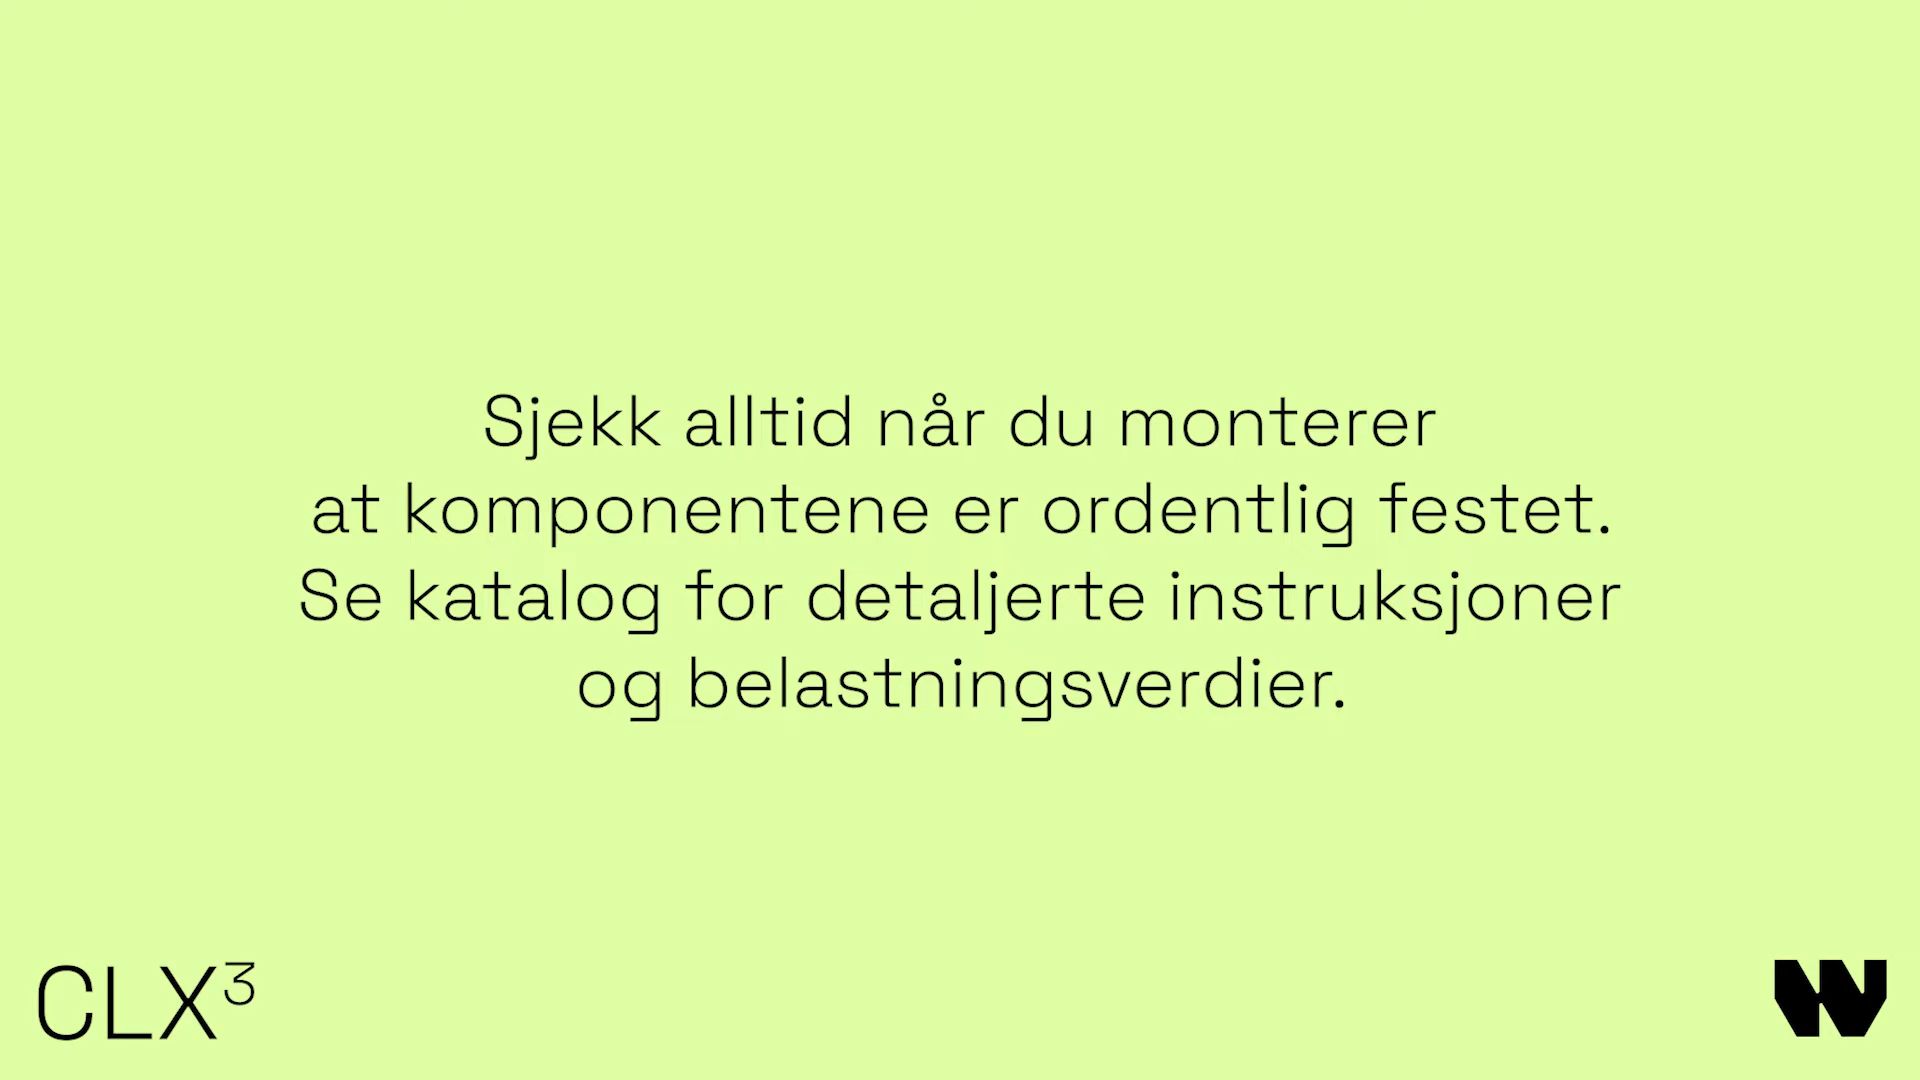 Sjekk alltid når du monterer
at komponentene er ordentlig festet.
Se katalog for detaljerte instruksjoner
og belastningsverdier.
CLX³
W